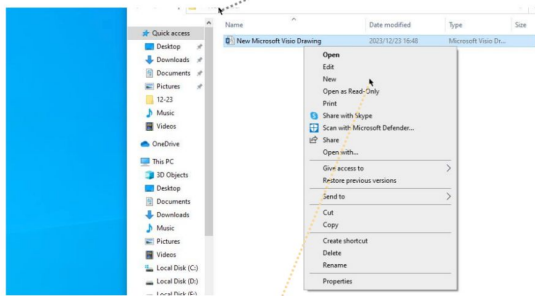 Name
Date modified
Type
Size
Quick access
Desktop
Downloads
Documents
Pictures
12-23
Music
Videos
OneDrive
This PC
3D Objects
Desktop
Documents
Downloads
Music
Pictures
Videos
Local Disk (C:)
Local Disk (D:)
Local Disk (E:)
New Microsoft Visio Drawing
2023/12/23 16:48
Microsoft Visio Dr...
Open
Edit
New
Open as Read-Only
Print
Share with Skype
Scan with Microsoft Defender...
Share
Open with...
Give access to
Restore previous versions
Send to
Cut
Copy
Create shortcut
Delete
Rename
Properties